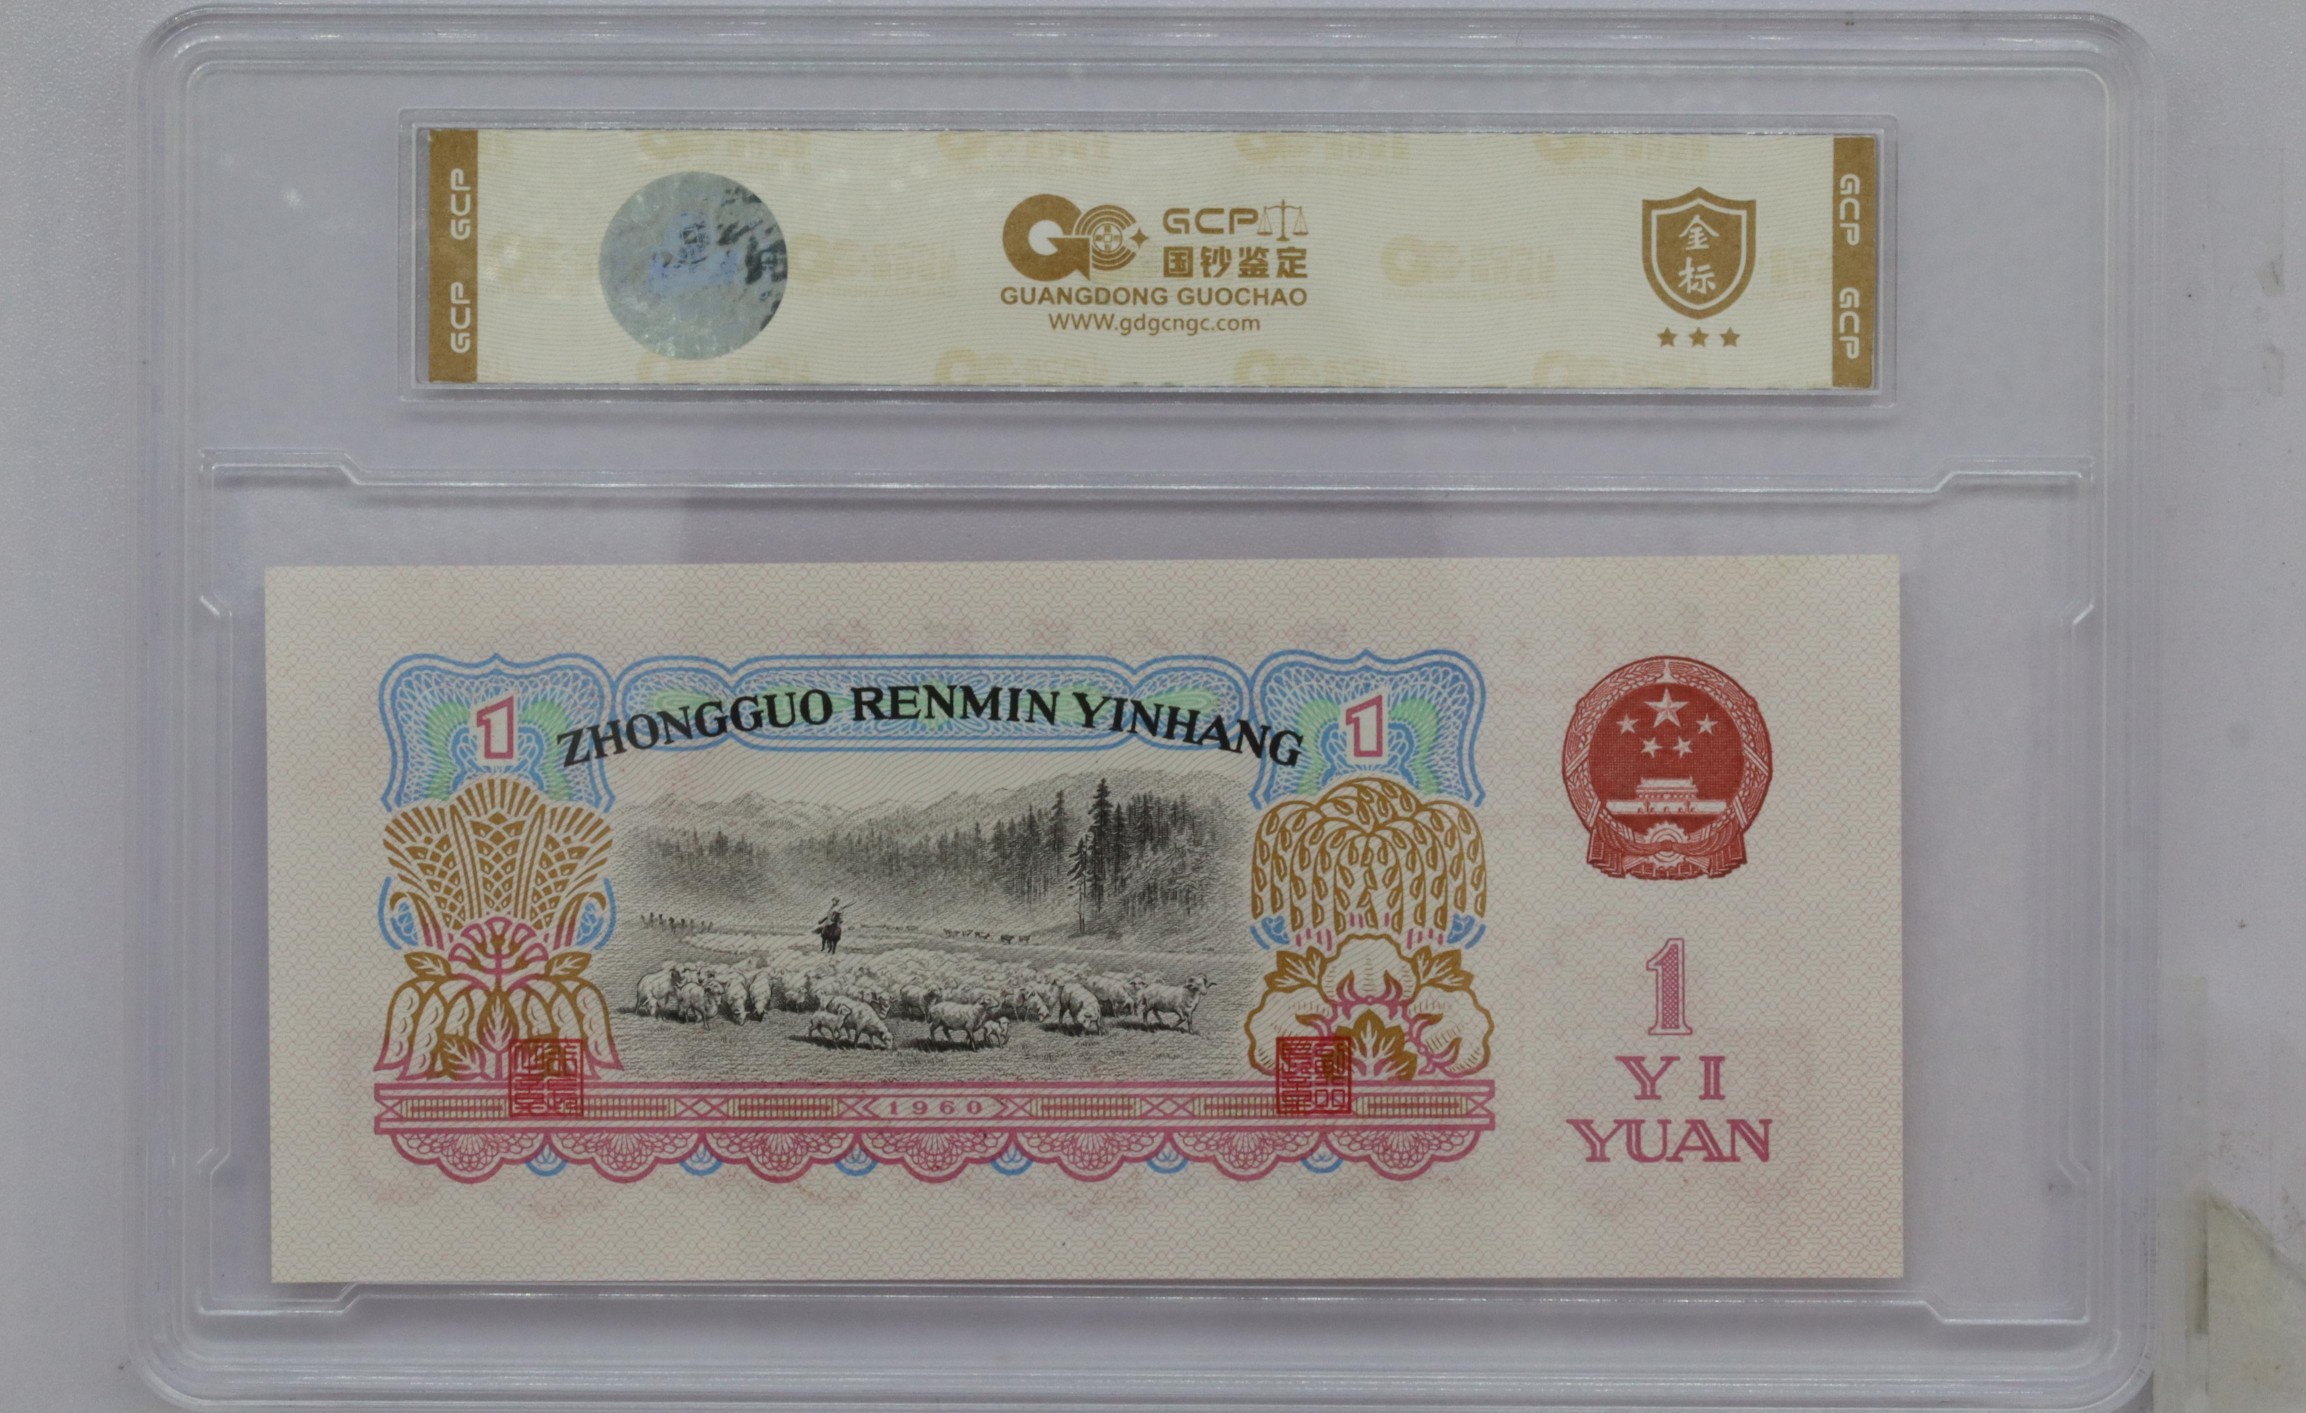 GCP GCP
GCP 国钞鉴定
GUANGDONG GUOCHAO
WWW.gdgcngc.com
金标
GCP GCP
1 ZHONGGUO RENMIN YINHANG 1
1960
1
YI
YUAN